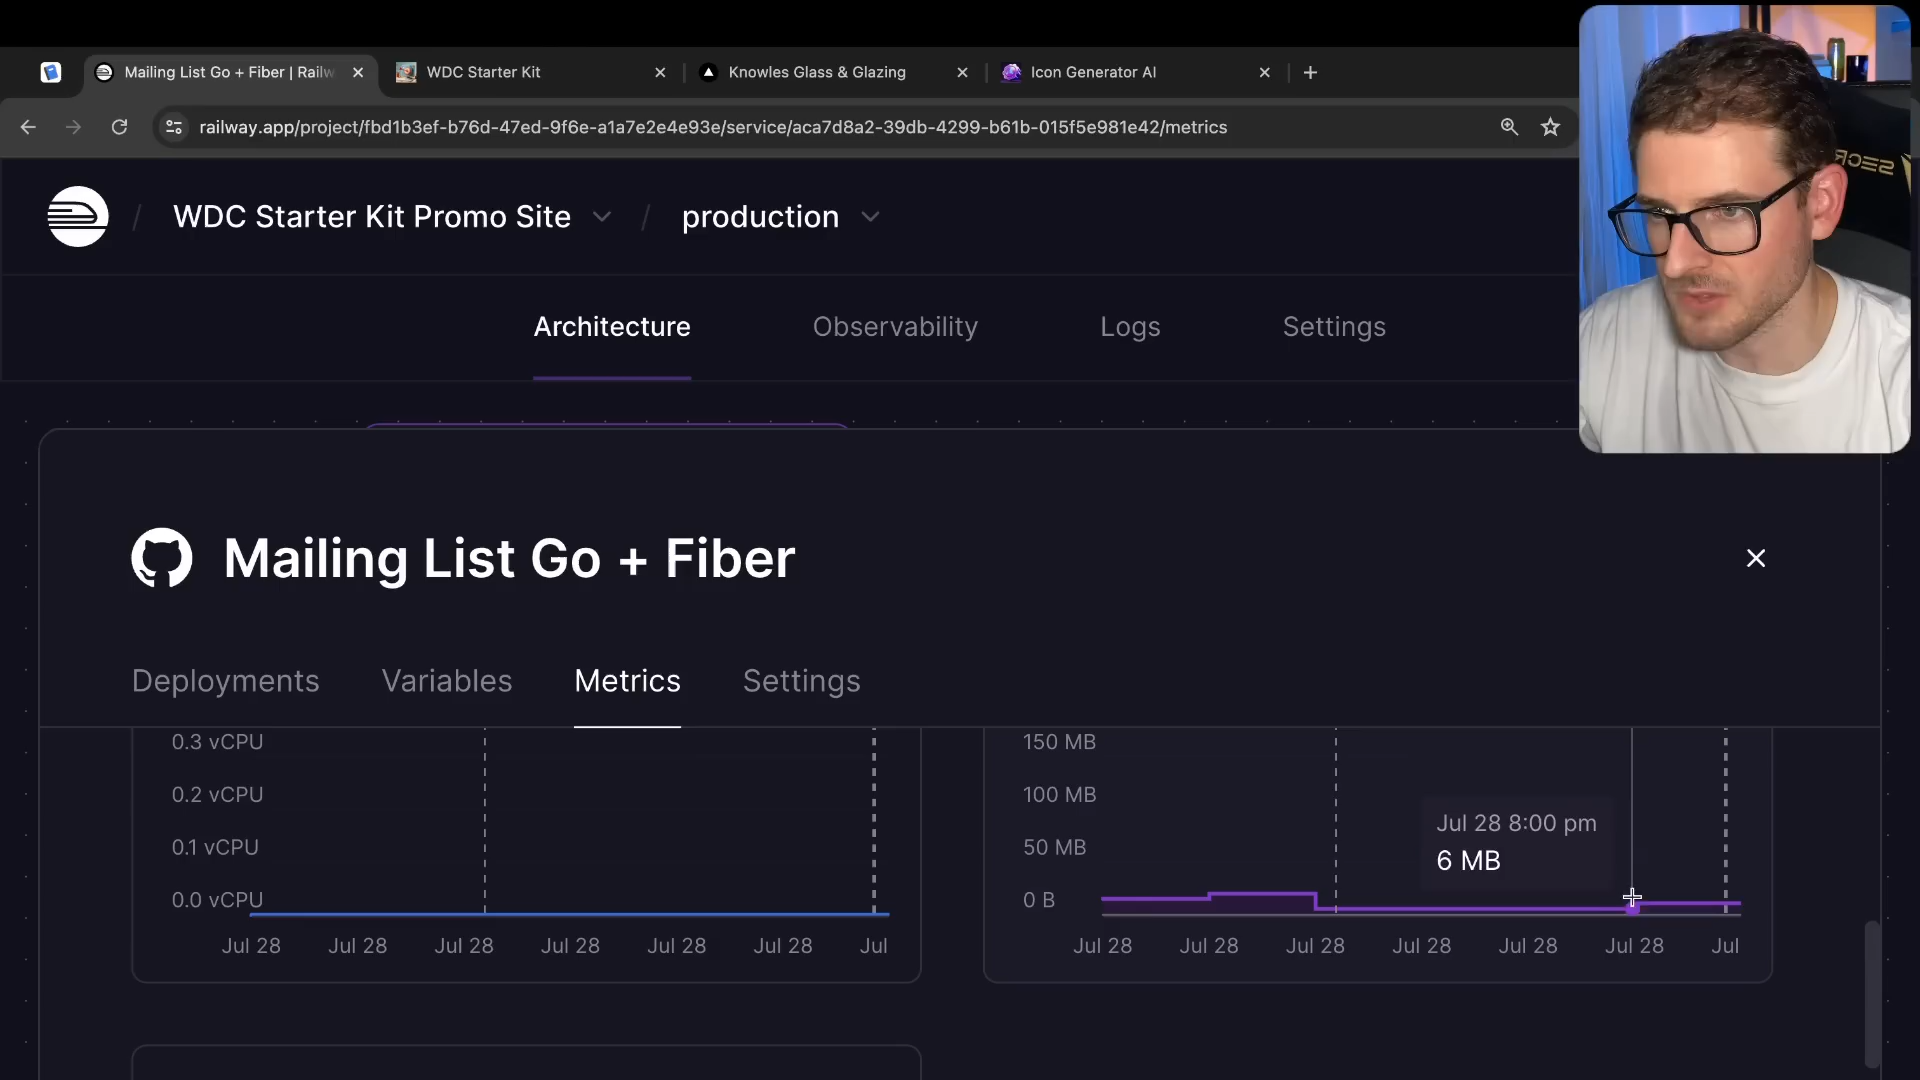 Mailing List Go + Fiber | Railw
WDC Starter Kit
Knowles Glass & Glazing
Icon Generator AI
railway.app/project/fbd1b3ef-b76d-47ed-9f6e-a1a7e2e4e93e/service/aca7d8a2-39db-4299-b61b-015f5e981e42/metrics
WDC Starter Kit Promo Site / production
Architecture Observability Logs Settings
Mailing List Go + Fiber
Deployments Variables Metrics Settings
0.3 vCPU
0.2 vCPU
0.1 vCPU
0.0 vCPU
Jul 28 Jul 28 Jul 28 Jul 28 Jul 28 Jul 28 Jul
150 MB
100 MB
50 MB
0 B
Jul 28 8:00 pm
6 MB
Jul 28 Jul 28 Jul 28 Jul 28 Jul 28 Jul 28 Jul